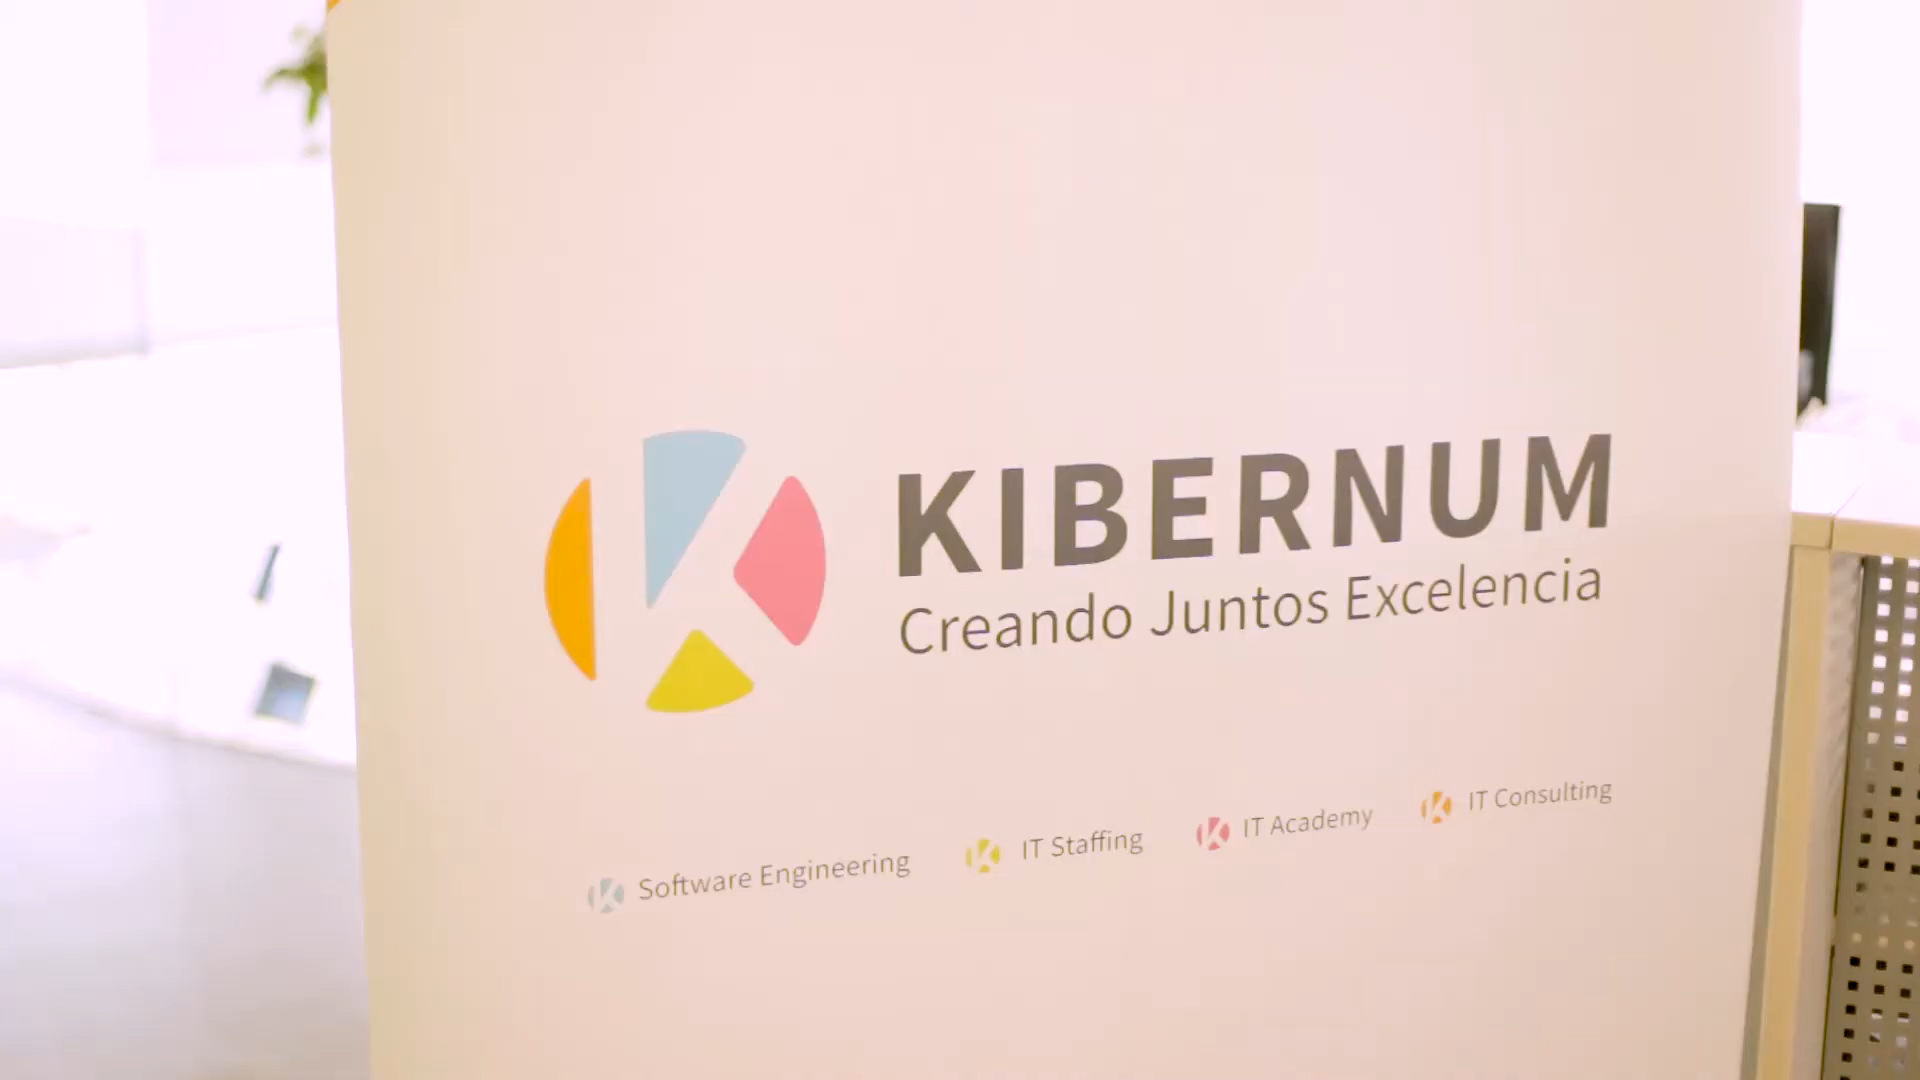 KIBERNUM
Creando Juntos Excelencia
Software Engineering
IT Staffing
IT Academy
IT Consulting